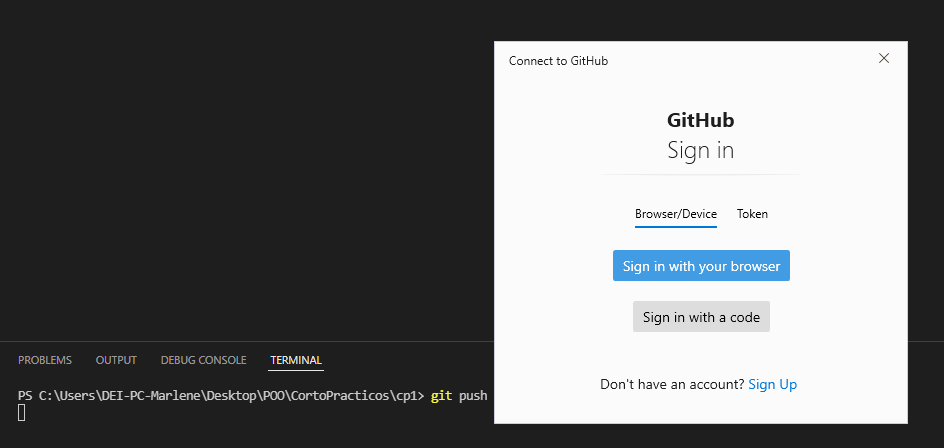 Connect to GitHub
GitHub
Sign in
Browser/Device Token
Sign in with your browser
Sign in with a code
Don't have an account? Sign Up
PROBLEMS OUTPUT DEBUG CONSOLE TERMINAL
PS C:\Users\DEI-PC-Marlene\Desktop\POO\CortoPracticos\cp1> git push